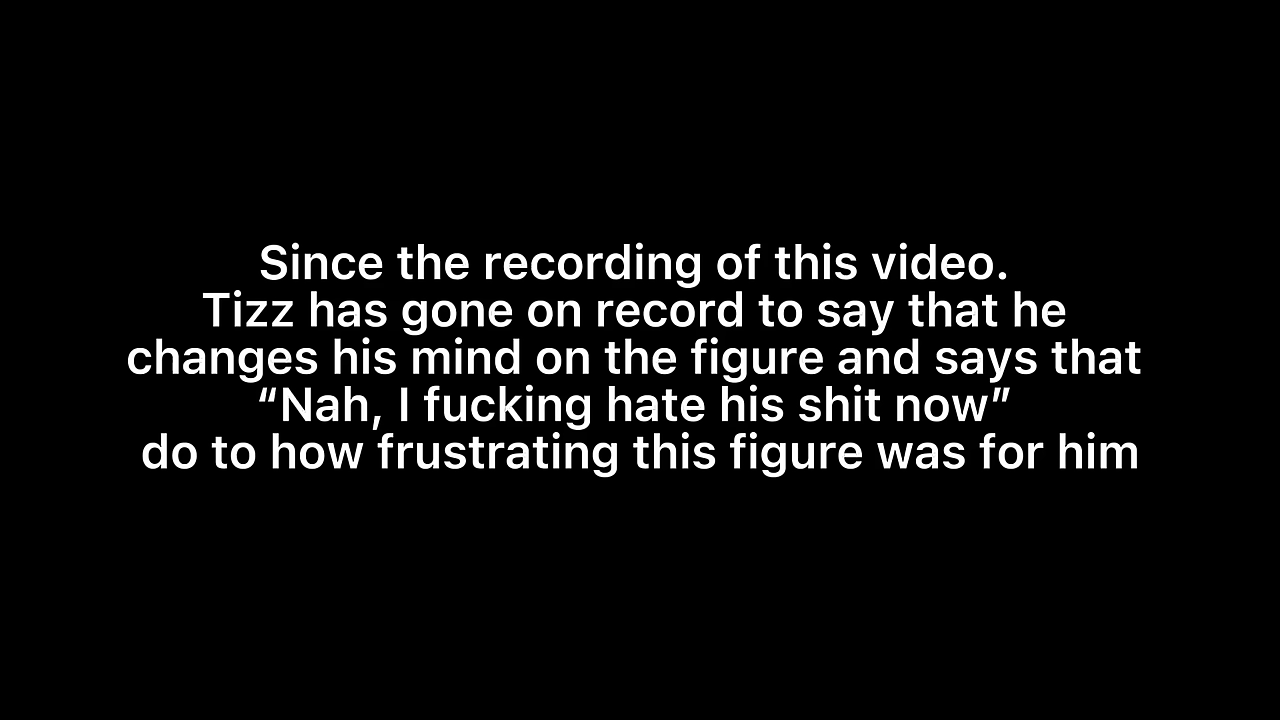 Since the recording of this video.
Tizz has gone on record to say that he
changes his mind on the figure and says that
“Nah, I fucking hate his shit now”
do to how frustrating this figure was for him